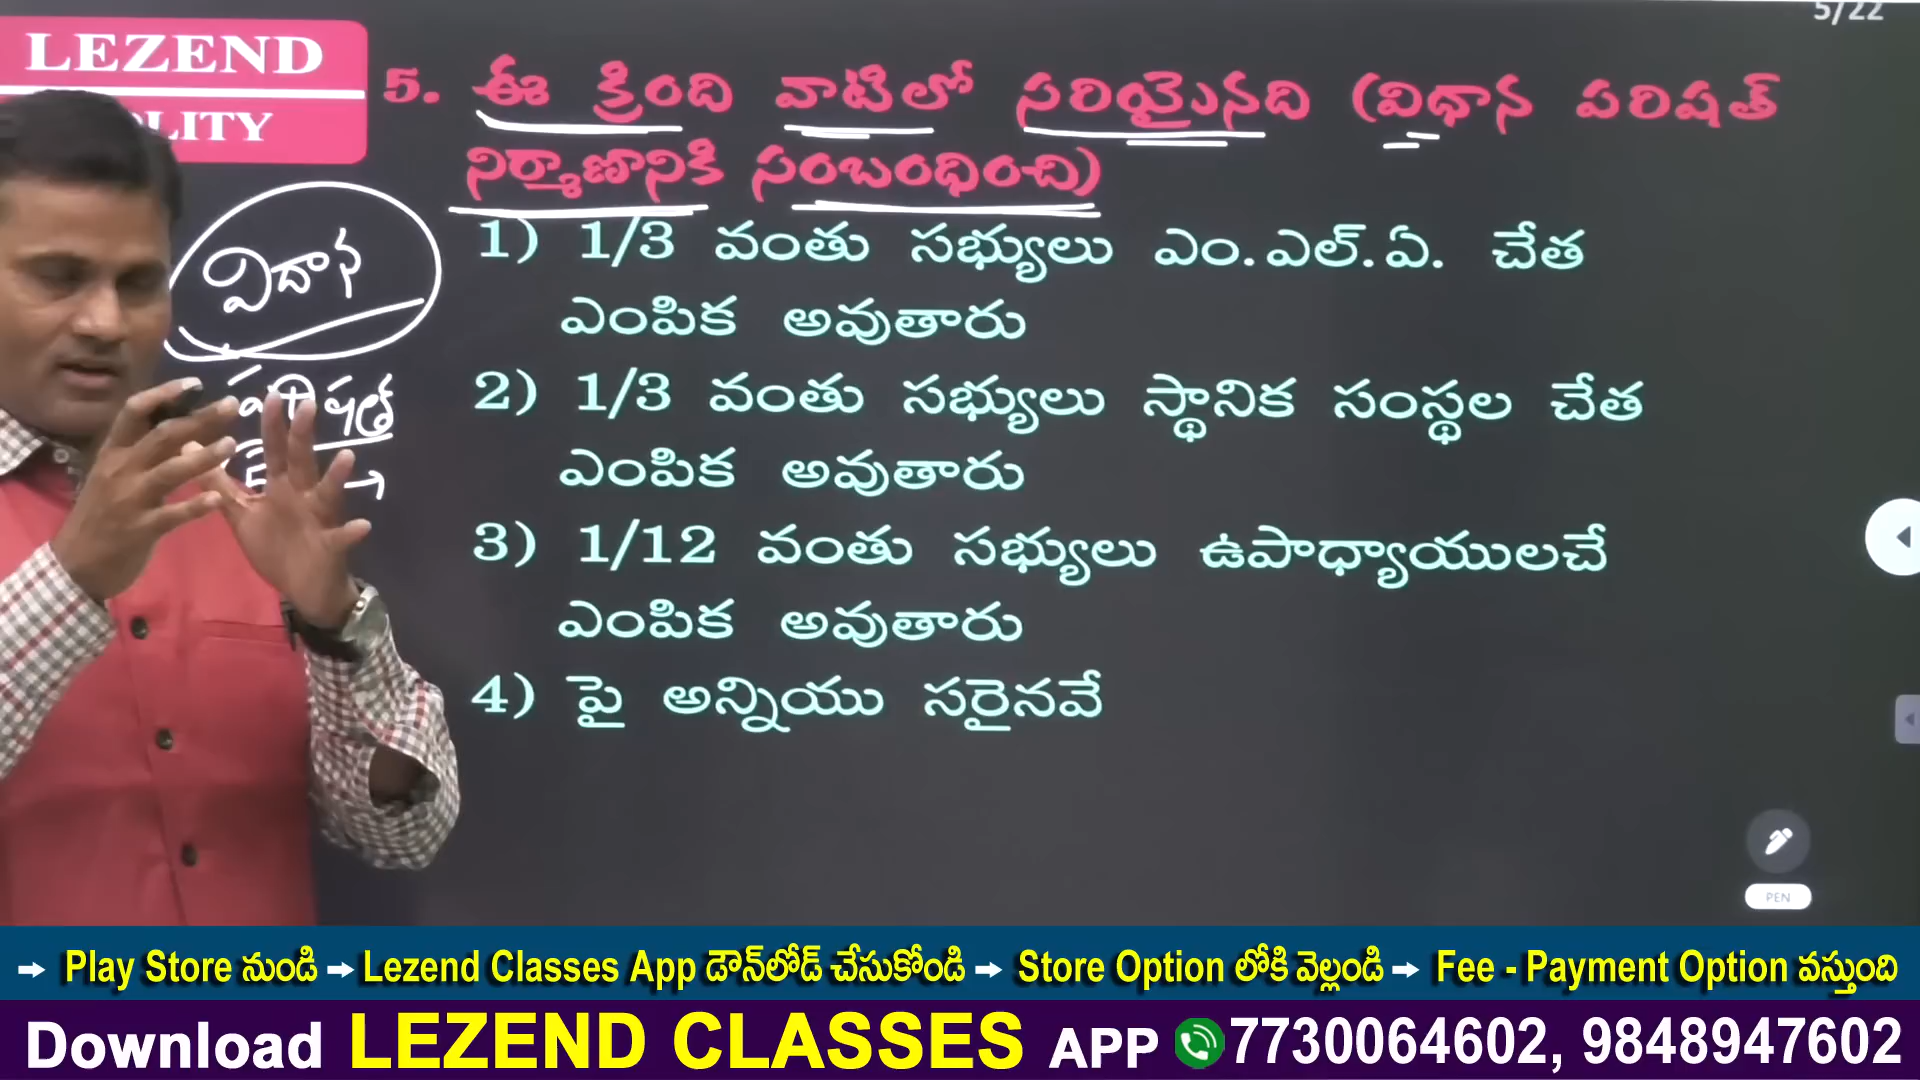 5/22
LEZEND
LITY
5. ఈ క్రింది వాటిలో సరియైనది (విధాన పరిషత్
నిర్మాణానికి సంబంధించి)
విదాన
1) 1/3 వంతు సభ్యులు ఎం.ఎల్.ఏ. చేత
ఎంపిక అవుతారు
2) 1/3 వంతు సభ్యులు స్థానిక సంస్థల చేత
ఎంపిక అవుతారు
3) 1/12 వంతు సభ్యులు ఉపాధ్యాయులచే
ఎంపిక అవుతారు
4) పై అన్నియు సరైనవే
PEN
→ Play Store నుండి → Lezend Classes App డౌన్‌లోడ్ చేసుకోండి → Store Option లోకి వెల్లండి → Fee - Payment Option వస్తుంది
Download LEZEND CLASSES APP 7730064602, 9848947602